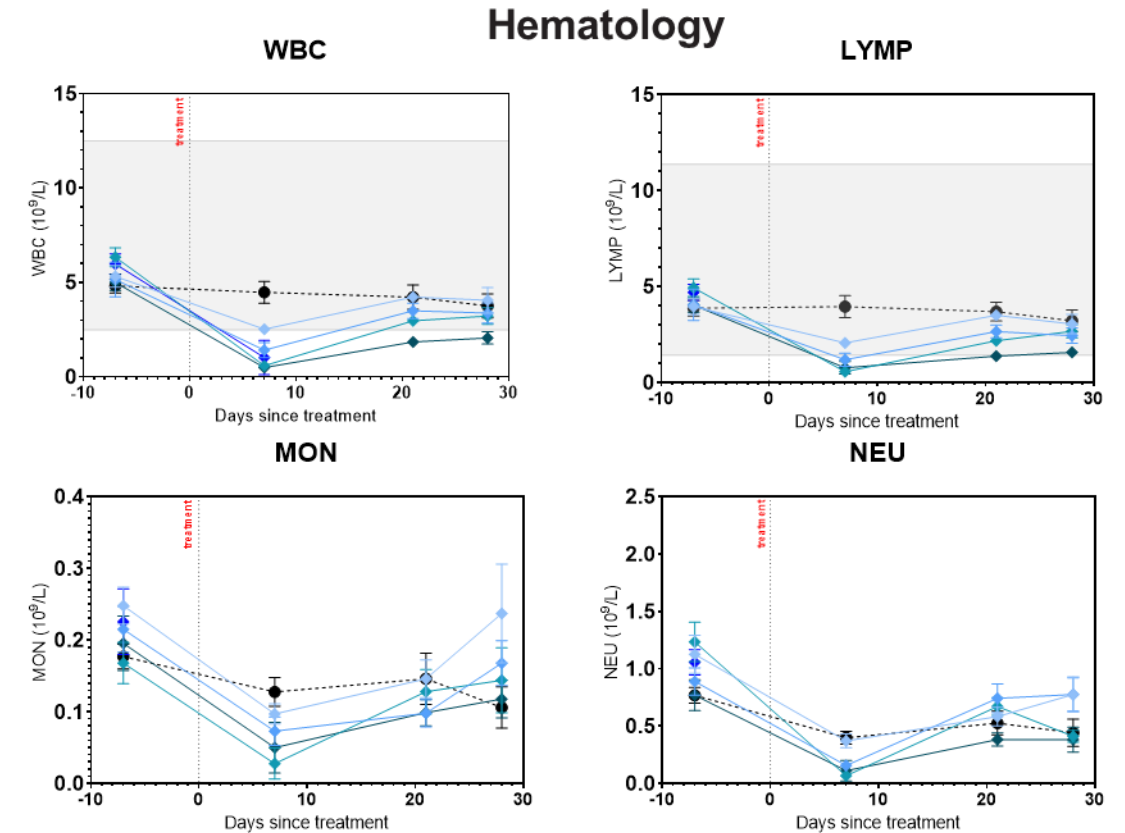 Hematology
WBC
15
10
5
0
treatment
WBC (10⁹/L)
-10
0
10
20
30
Days since treatment
LYMP
15
10
5
0
treatment
LYMP (10⁹/L)
-10
0
10
20
30
Days since treatment
MON
0.4
0.3
0.2
0.1
0.0
treatment
MON (10⁹/L)
-10
0
10
20
30
Days since treatment
NEU
2.5
2.0
1.5
1.0
0.5
0.0
treatment
NEU (10⁹/L)
-10
0
10
20
30
Days since treatment